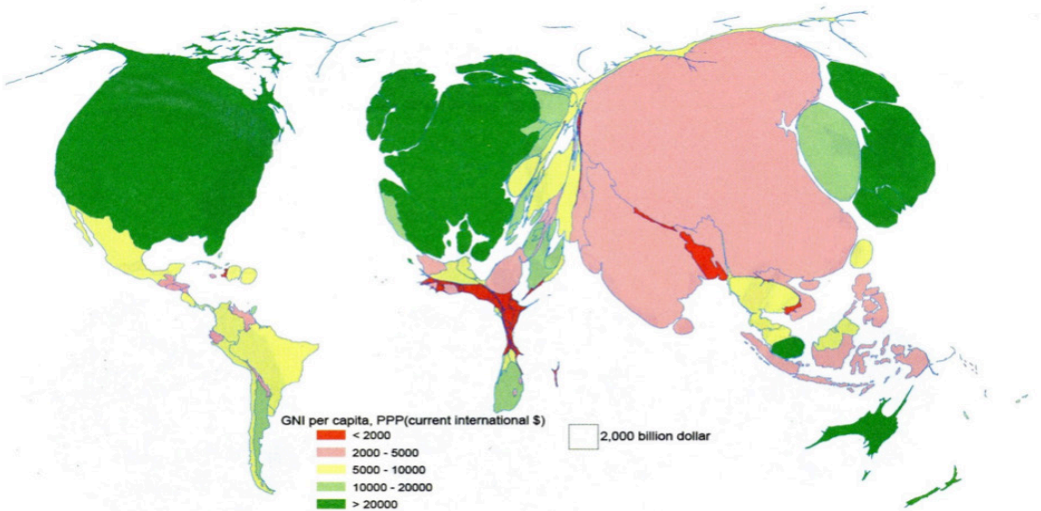 GNI per capita, PPP(current international $)
< 2000
2000 - 5000
5000 - 10000
10000 - 20000
> 20000
2,000 billion dollar